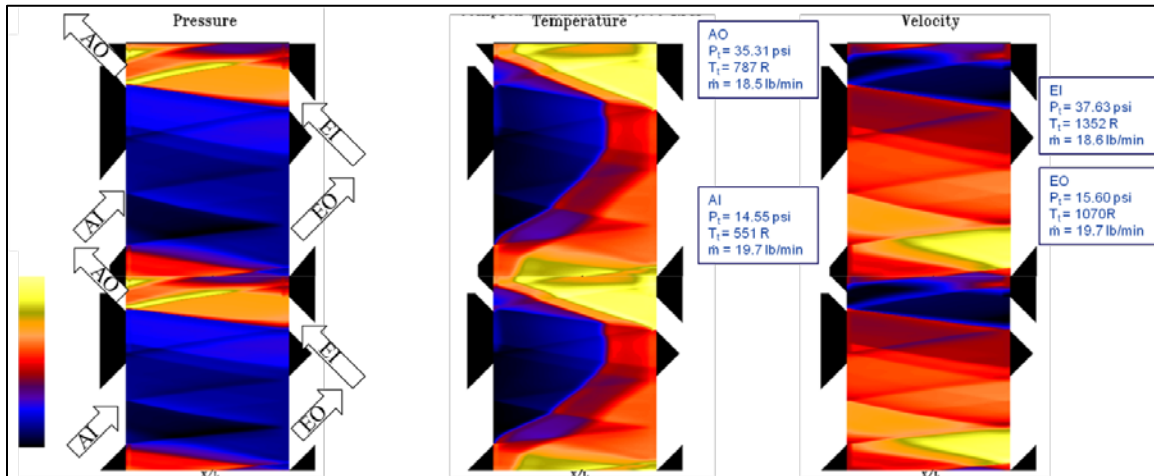 Pressure
Temperature
Velocity
AO
EI
AI
EO
AO
EI
AI
EO
AO
Pt = 35.31 psi
Tt = 787 R
ṁ = 18.5 lb/min
AI
Pt = 14.55 psi
Tt = 551 R
ṁ = 19.7 lb/min
EI
Pt = 37.63 psi
Tt = 1352 R
ṁ = 18.6 lb/min
EO
Pt = 15.60 psi
Tt = 1070R
ṁ = 19.7 lb/min